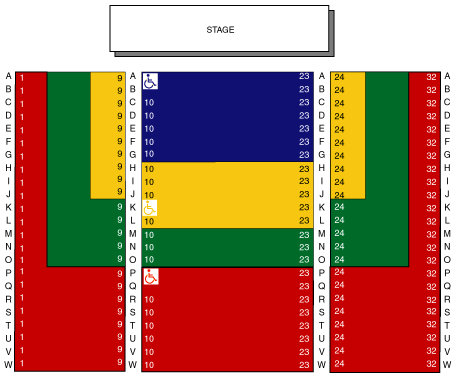 STAGE
A 1 9 A 23 A 24 32 A
B 1 9 B 23 B 24 32 B
C 1 9 C 10 23 C 24 32 C
D 1 9 D 10 23 D 24 32 D
E 1 9 E 10 23 E 24 32 E
F 1 9 F 10 23 F 24 32 F
G 1 9 G 10 23 G 24 32 G
H 1 9 H 10 23 H 24 32 H
I 1 9 I 10 23 I 24 32 I
J 1 9 J 10 23 J 24 32 J
K 1 9 K 23 K 24 32 K
L 1 9 L 10 23 L 24 32 L
M 1 9 M 10 23 M 24 32 M
N 1 9 N 10 23 N 24 32 N
O 1 9 O 10 23 O 24 32 O
P 1 9 P 23 P 24 32 P
Q 1 9 Q 23 Q 24 32 Q
R 1 9 R 10 23 R 24 32 R
S 1 9 S 10 23 S 24 32 S
T 1 9 T 10 23 T 24 32 T
U 1 9 U 10 23 U 24 32 U
V 1 9 V 10 23 V 24 32 V
W 1 9 W 10 23 W 24 32 W